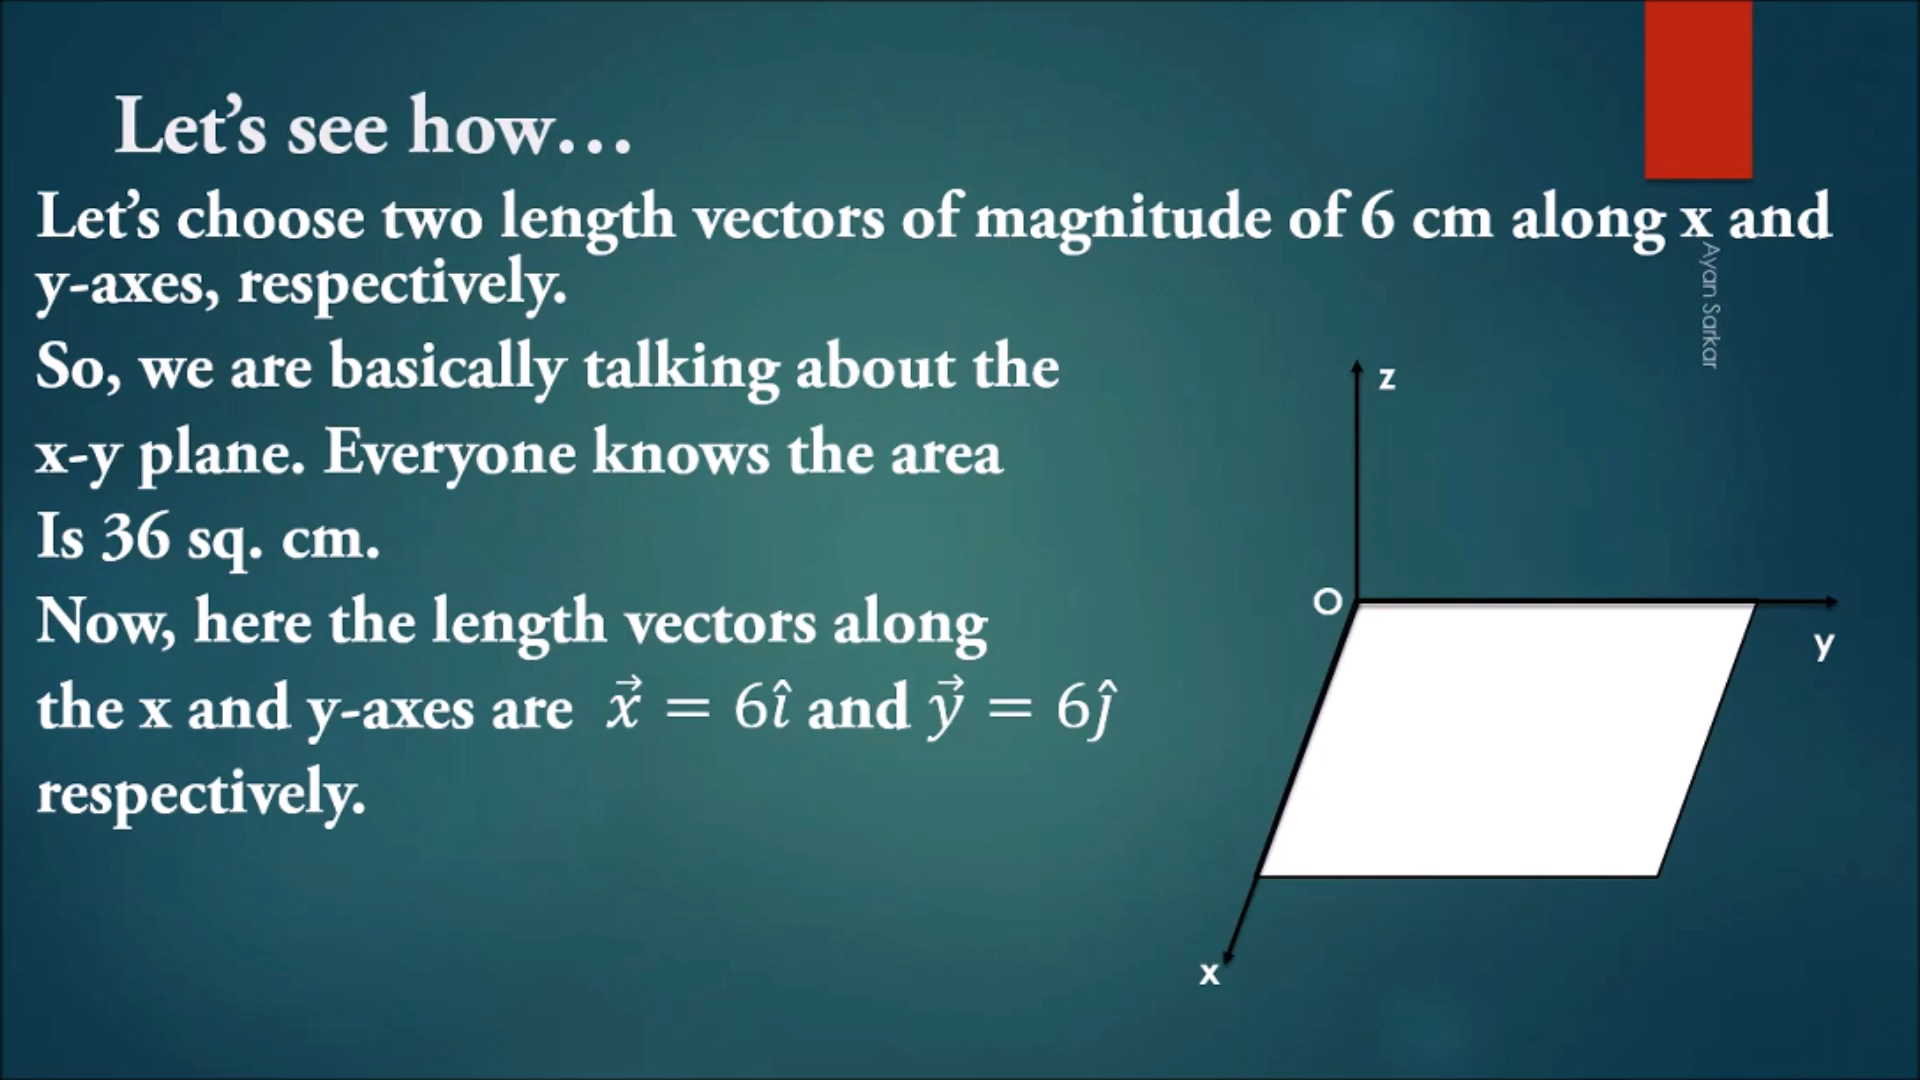 Let’s see how…
Let’s choose two length vectors of magnitude of 6 cm along x and
y-axes, respectively.
So, we are basically talking about the
x-y plane. Everyone knows the area
Is 36 sq. cm.
Now, here the length vectors along
the x and y-axes are x⃗ = 6î and y⃗ = 6ĵ
respectively.
Ayan Sarkar
z
O
y
x